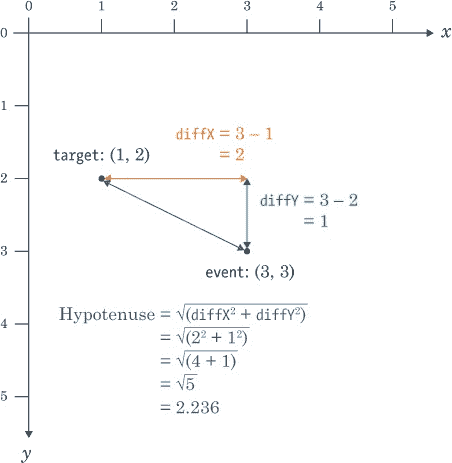 0 1 2 3 4 5
0 x
1
diffX = 3 – 1
= 2
target: (1, 2)
2
diffY = 3 – 2
= 1
3
event: (3, 3)
Hypotenuse = √(diffX² + diffY²)
4
= √(2² + 1²)
= √(4 + 1)
= √5
5
= 2.236
y